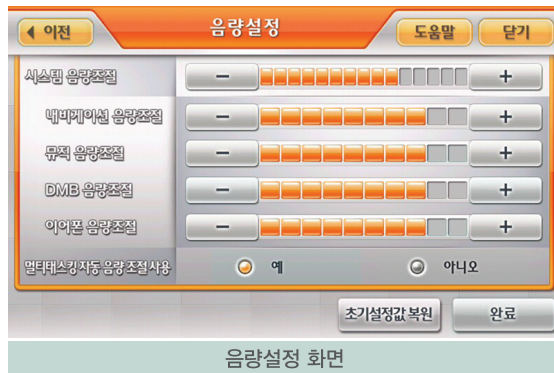 이전 음량설정 도움말 닫기
시스템 음량조절 - +
내비게이션 음량조절 - +
뮤직 음량조절 - +
DMB 음량조절 - +
이어폰 음량조절 - +
멀티태스킹 자동 음량 조절 사용 예 아니오
초기설정값 복원 완료
음량설정 화면